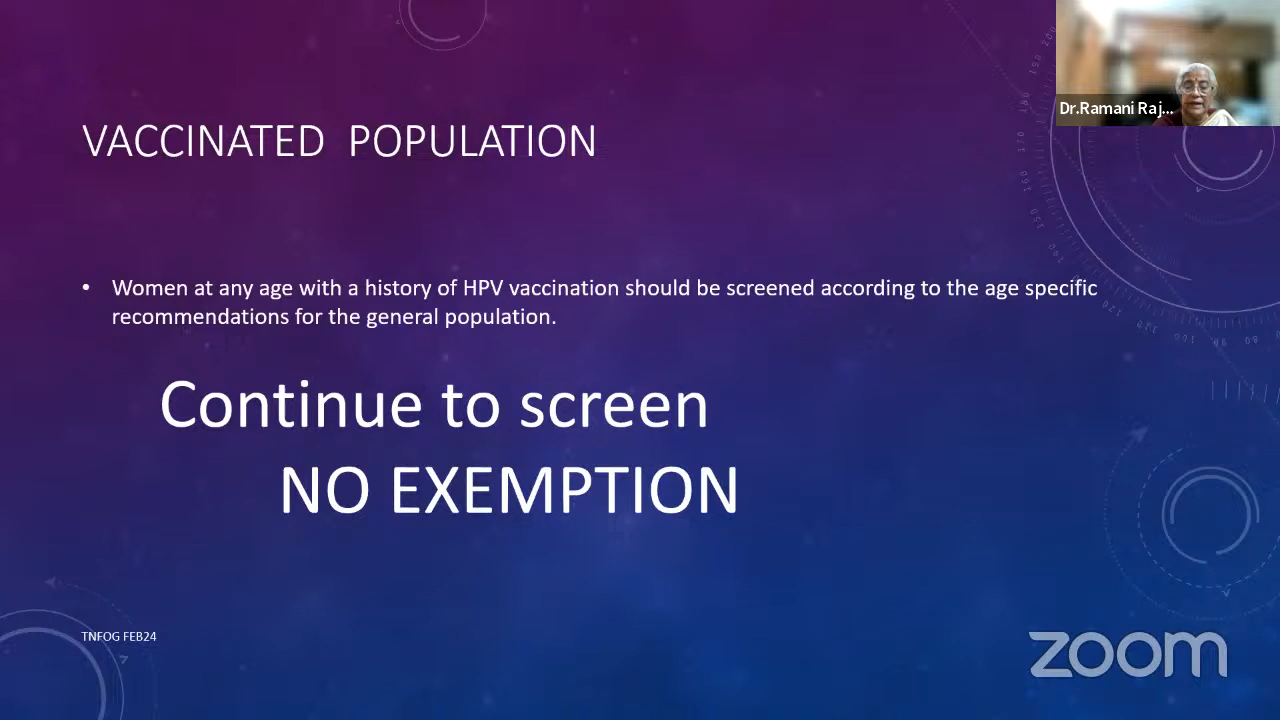 Dr.Ramani Raj...
VACCINATED POPULATION
• Women at any age with a history of HPV vaccination should be screened according to the age specific
recommendations for the general population.
Continue to screen
NO EXEMPTION
TNFOG FEB24
zoom